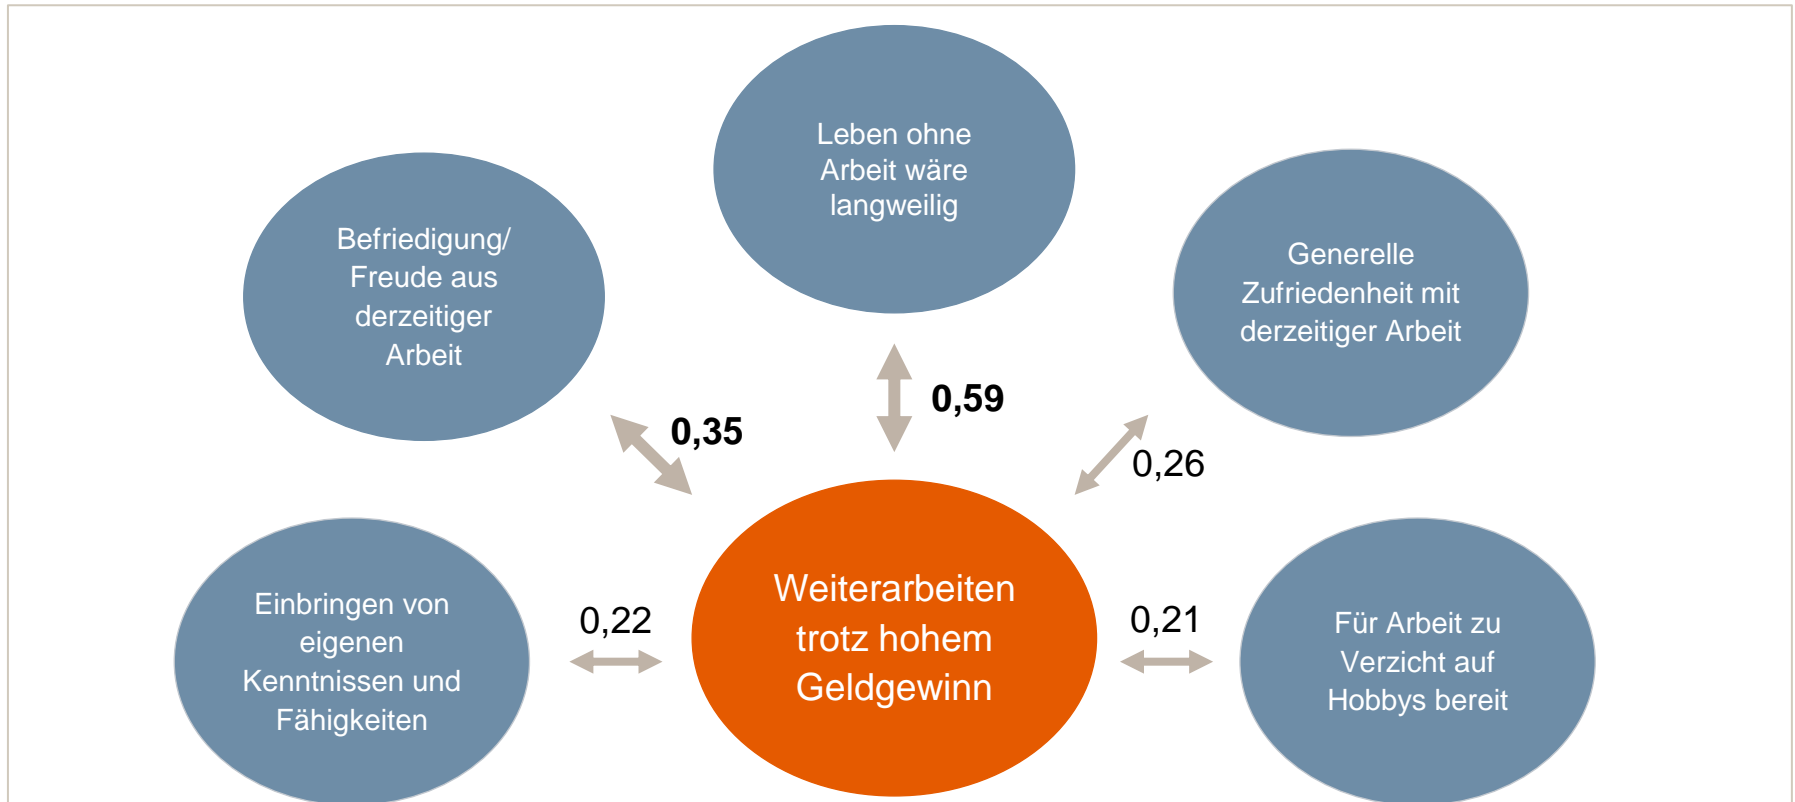 Leben ohne
Arbeit wäre
langweilig
Befriedigung/
Freude aus
derzeitiger
Arbeit
Generelle
Zufriedenheit mit
derzeitiger Arbeit
0,59
0,35
0,26
Einbringen von
eigenen
Kenntnissen und
Fähigkeiten
0,22
Weiterarbeiten
trotz hohem
Geldgewinn
0,21
Für Arbeit zu
Verzicht auf
Hobbys bereit